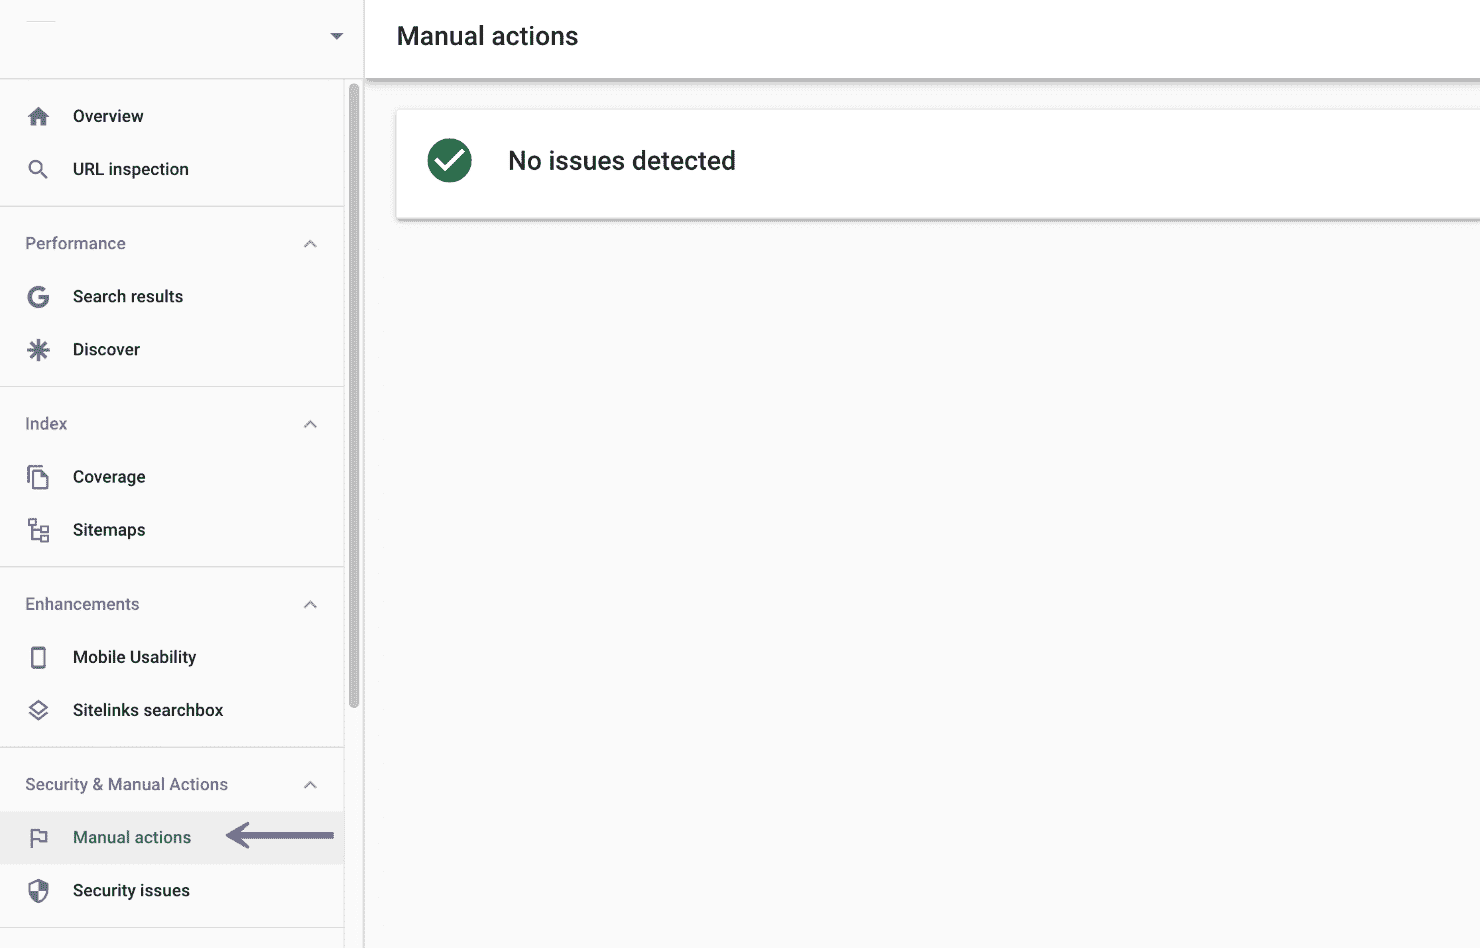 Manual actions
Overview
URL inspection
Performance
Search results
Discover
Index
Coverage
Sitemaps
Enhancements
Mobile Usability
Sitelinks searchbox
Security & Manual Actions
Manual actions
Security issues
No issues detected